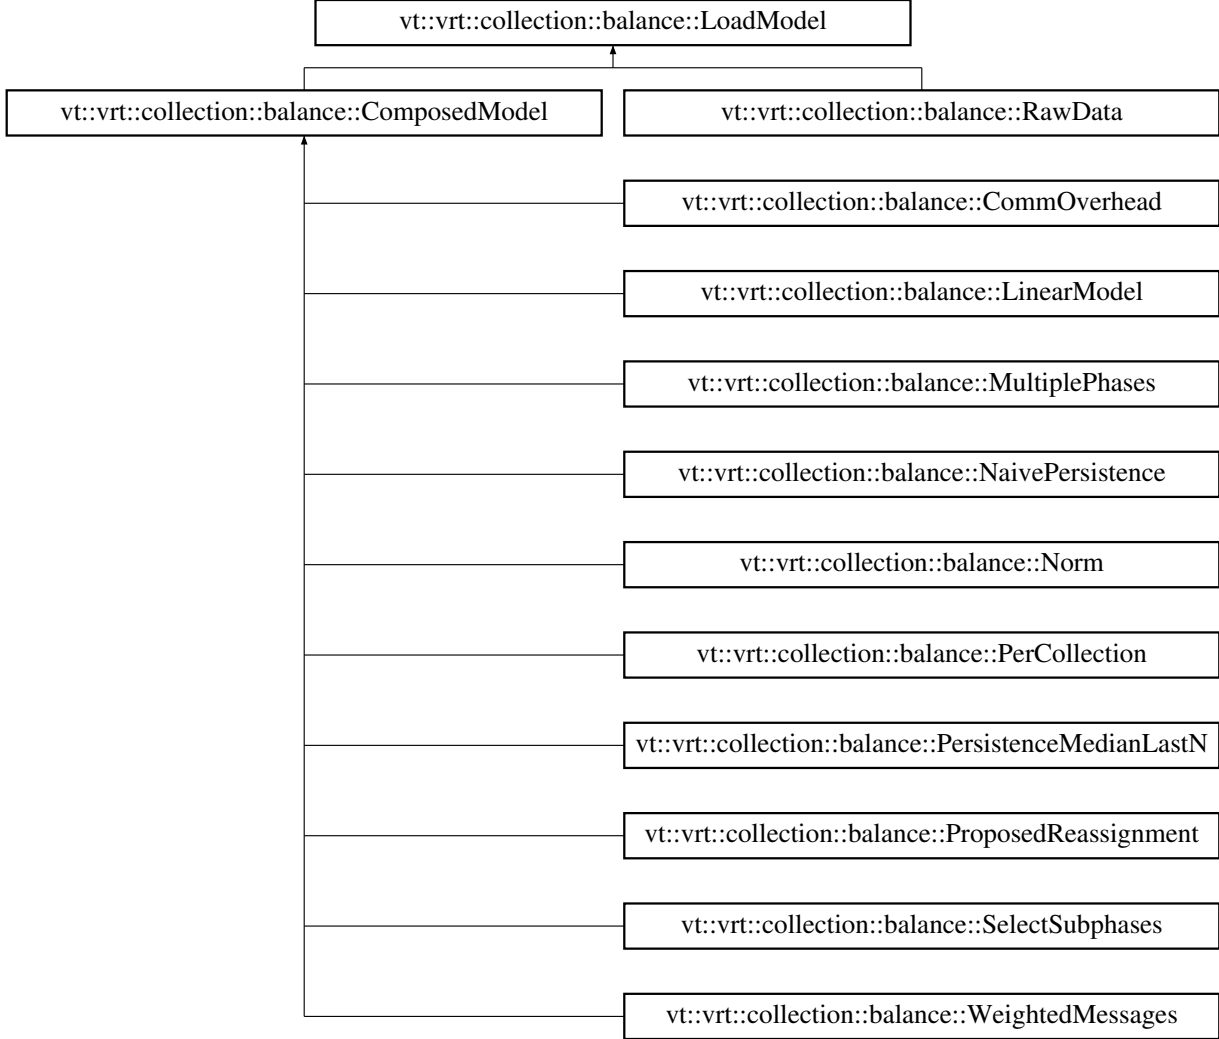 vt::vrt::collection::balance::LoadModel
vt::vrt::collection::balance::ComposedModel
vt::vrt::collection::balance::RawData
vt::vrt::collection::balance::CommOverhead
vt::vrt::collection::balance::LinearModel
vt::vrt::collection::balance::MultiplePhases
vt::vrt::collection::balance::NaivePersistence
vt::vrt::collection::balance::Norm
vt::vrt::collection::balance::PerCollection
vt::vrt::collection::balance::PersistenceMedianLastN
vt::vrt::collection::balance::ProposedReassignment
vt::vrt::collection::balance::SelectSubphases
vt::vrt::collection::balance::WeightedMessages